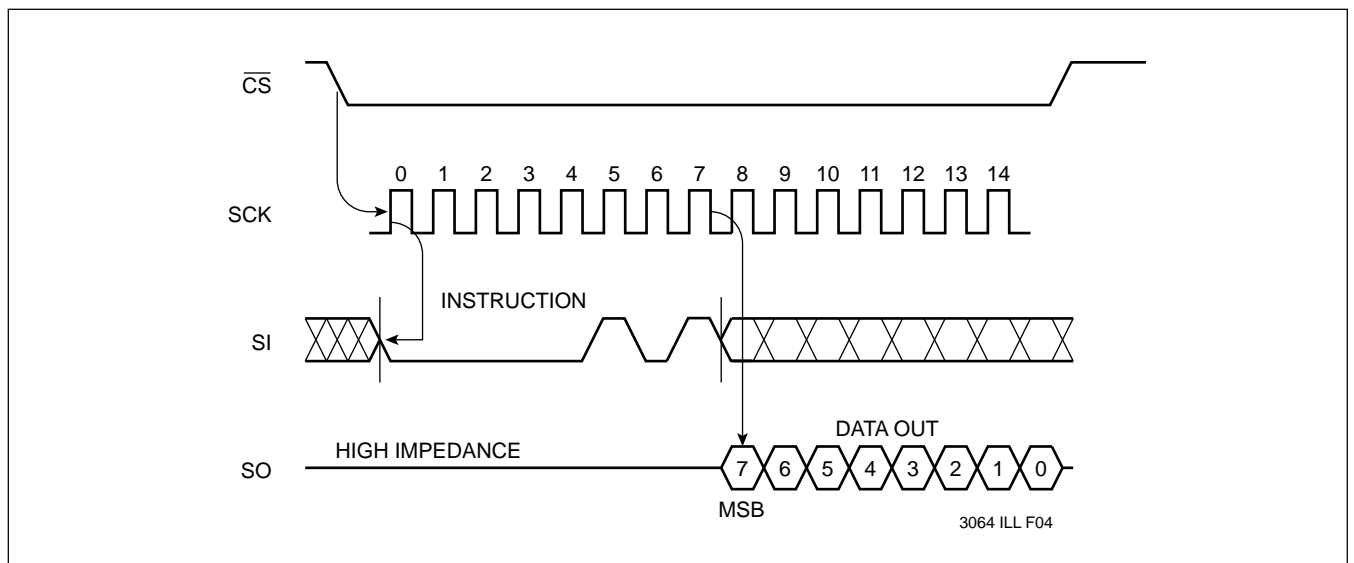 CS
0 1 2 3 4 5 6 7 8 9 10 11 12 13 14
SCK
INSTRUCTION
SI
DATA OUT
HIGH IMPEDANCE
SO
7 6 5 4 3 2 1 0
MSB
3064 ILL F04